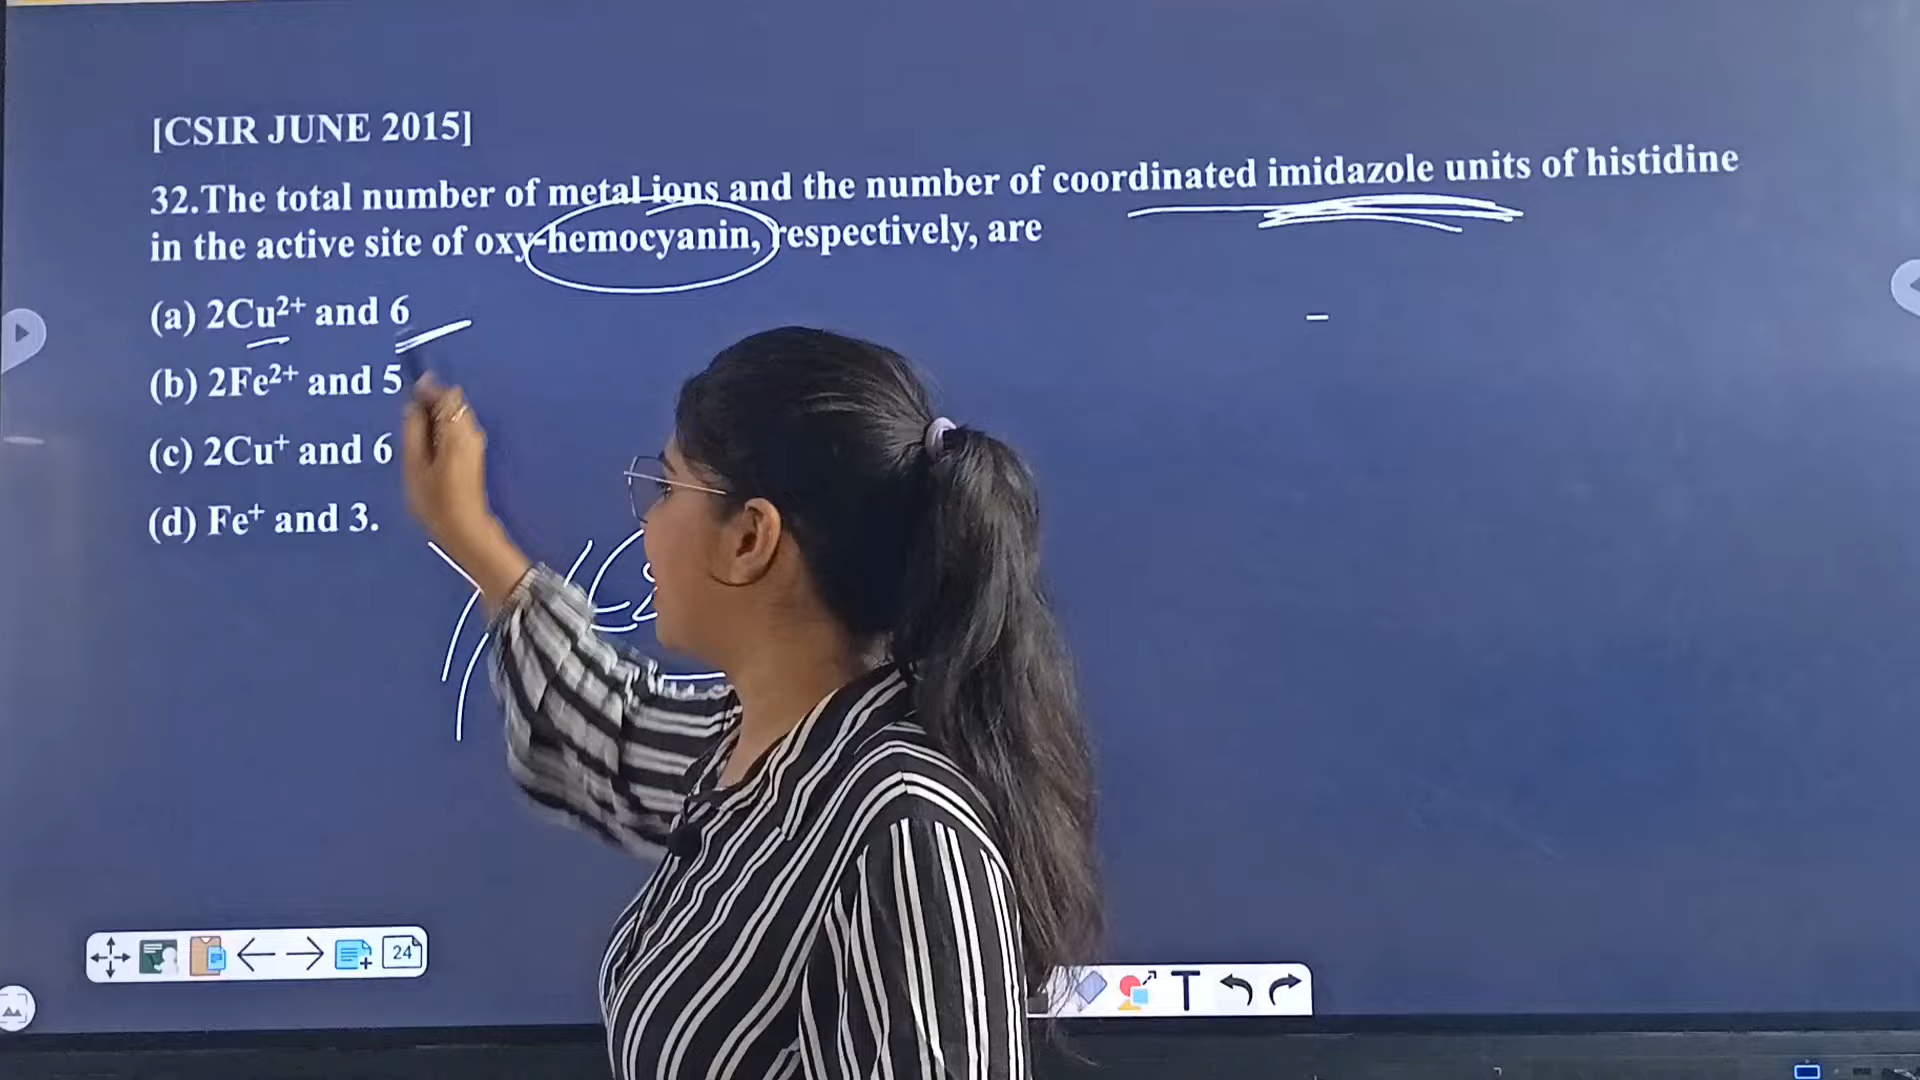 [CSIR JUNE 2015]
32.The total number of metal ions and the number of coordinated imidazole units of histidine
in the active site of oxy-hemocyanin, respectively, are
(a) 2Cu²⁺ and 6
(b) 2Fe²⁺ and 5
(c) 2Cu⁺ and 6
(d) Fe⁺ and 3.
24
T